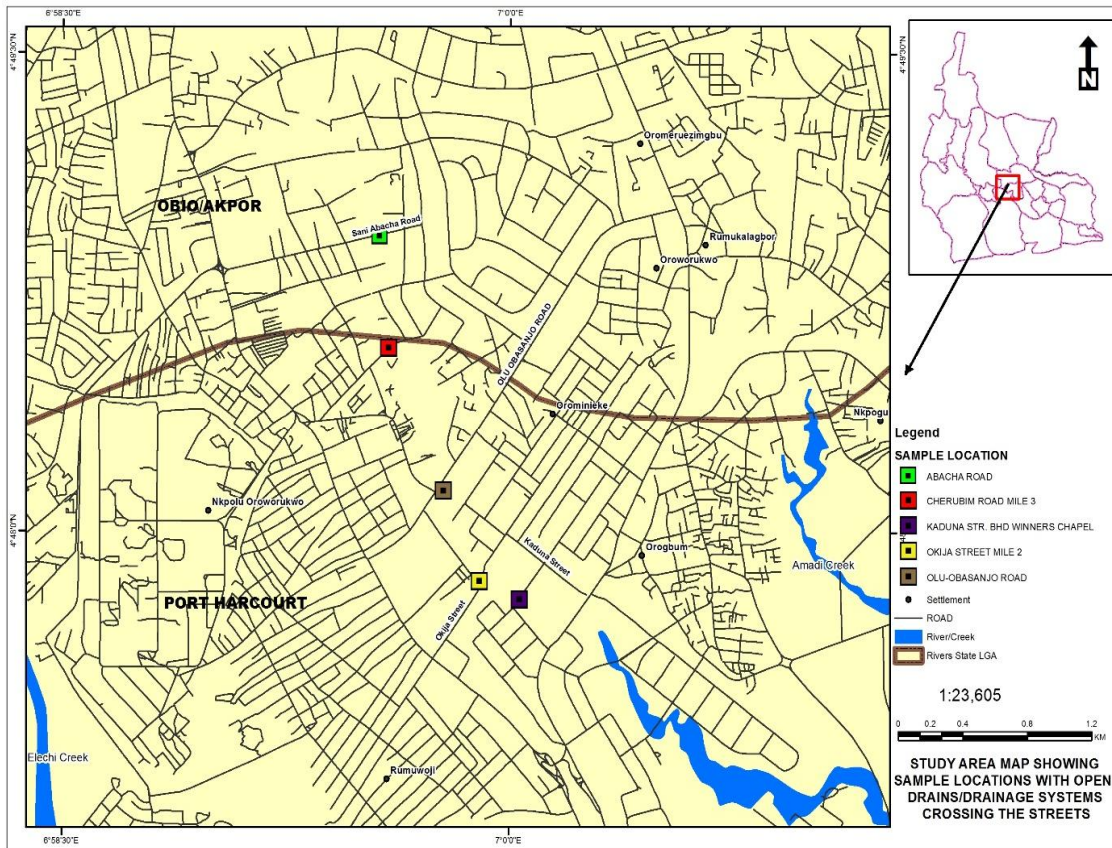 6°58'30"E
7°0'0"E
4°49'30"N
4°49'30"N
N
Oromeruezimgbu
OBIO AKPOR
Sani Abacha Road
Rumukalagbor
Oroworukwo
OLU OBASANJO ROAD
Orominieke
Nkpogu
Nkpolu Oroworukwo
4°48'0"N
Kaduna Street
Orogbum
Amadi Creek
PORT HARCOURT
Okija Street
Elechi Creek
Rumuwoji
6°58'30"E
7°0'0"E
Legend
SAMPLE LOCATION
ABACHA ROAD
CHERUBIM ROAD MILE 3
KADUNA STR. BHD WINNERS CHAPEL
OKIJA STREET MILE 2
OLU-OBASANJO ROAD
Settlement
ROAD
River/Creek
Rivers State LGA
1:23,605
0 0.2 0.4 0.8 1.2
KM
STUDY AREA MAP SHOWING
SAMPLE LOCATIONS WITH OPEN
DRAINS/DRAINAGE SYSTEMS
CROSSING THE STREETS